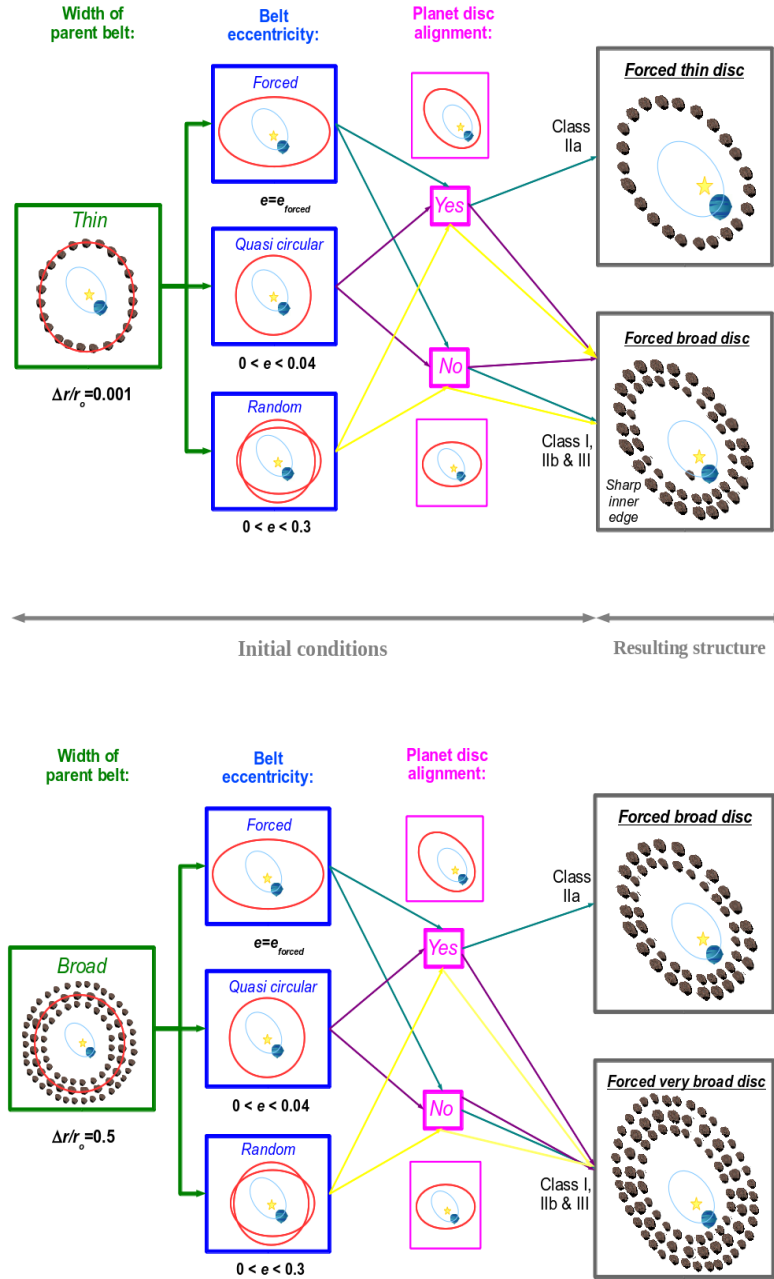 Width of
parent belt:
Belt
eccentricity:
Planet disc
alignment:
Thin
Δr/r₀=0.001
Forced
e=e_forced
Quasi circular
0 < e < 0.04
Random
0 < e < 0.3
Yes
No
Class
IIa
Class I,
IIb & III
Forced thin disc
Forced broad disc
Sharp
inner
edge
Initial conditions
Resulting structure
Width of
parent belt:
Belt
eccentricity:
Planet disc
alignment:
Broad
Δr/r₀=0.5
Forced
e=e_forced
Quasi circular
0 < e < 0.04
Random
0 < e < 0.3
Yes
No
Class
IIa
Class I,
IIb & III
Forced broad disc
Forced very broad disc